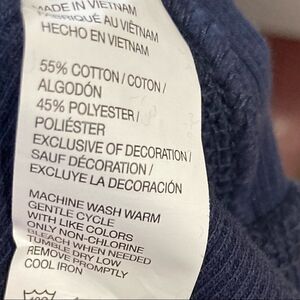 MADE IN VIETNAM
FABRIQUÉ AU VIÊTNAM
HECHO EN VIETNAM
55% COTTON / COTON /
ALGODÓN
45% POLYESTER /
POLIÉSTER
EXCLUSIVE OF DECORATION /
SAUF DÉCORATION /
EXCLUYE LA DECORACIÓN
MACHINE WASH WARM
GENTLE CYCLE
WITH LIKE COLORS
ONLY NON-CHLORINE
BLEACH WHEN NEEDED
TUMBLE DRY LOW
REMOVE PROMPTLY
COOL IRON